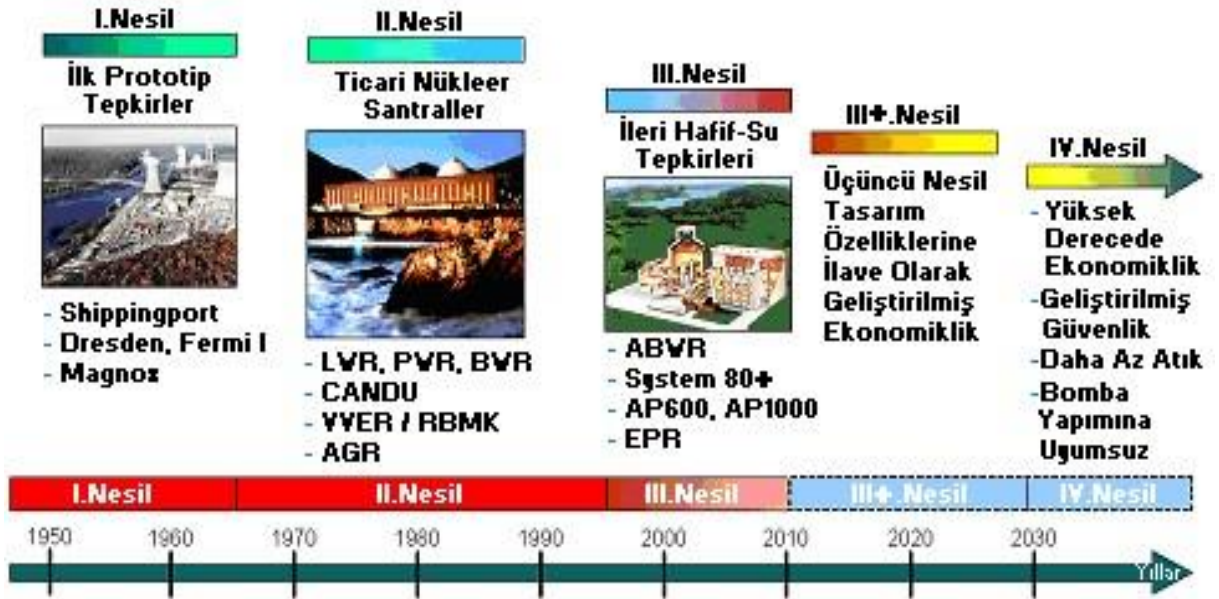 I.Nesil
İlk Prototip
Tepkirler
- Shippingport
- Dresden, Fermi I
- Magnox
II.Nesil
Ticari Nükleer
Santraller
- LWR, PWR, BWR
- CANDU
- VVER / RBMK
- AGR
III.Nesil
İleri Hafif-Su
Tepkirleri
- ABWR
- System 80+
- AP600, AP1000
- EPR
III+.Nesil
Üçüncü Nesil
Tasarım
Özelliklerine
İlave Olarak
Geliştirilmiş
Ekonomiklik
IV.Nesil
- Yüksek
Derecede
Ekonomiklik
-Geliştirilmiş
Güvenlik
-Daha Az Atık
-Bomba
Yapımına
Uyumsuz
I.Nesil II.Nesil III.Nesil III+.Nesil IV.Nesil
1950 1960 1970 1980 1990 2000 2010 2020 2030
Yıllar